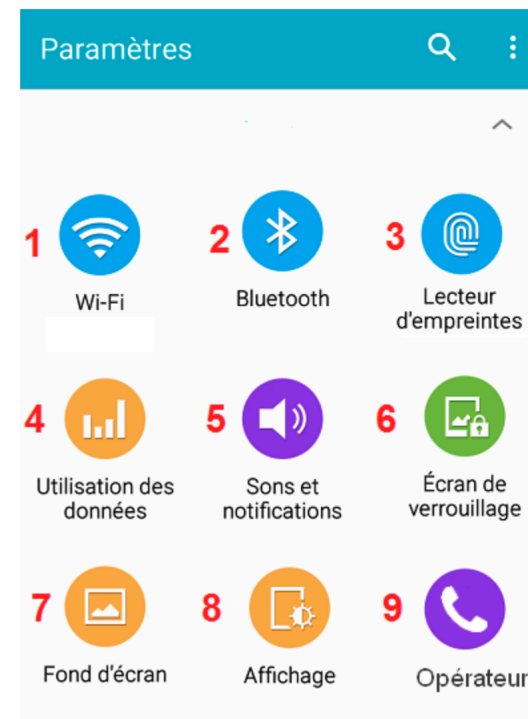 Paramètres
1 2 3
Wi-Fi Bluetooth Lecteur
d'empreintes
4 5 6
Utilisation des Sons et Écran de
données notifications verrouillage
7 8 9
Fond d'écran Affichage Opérateur